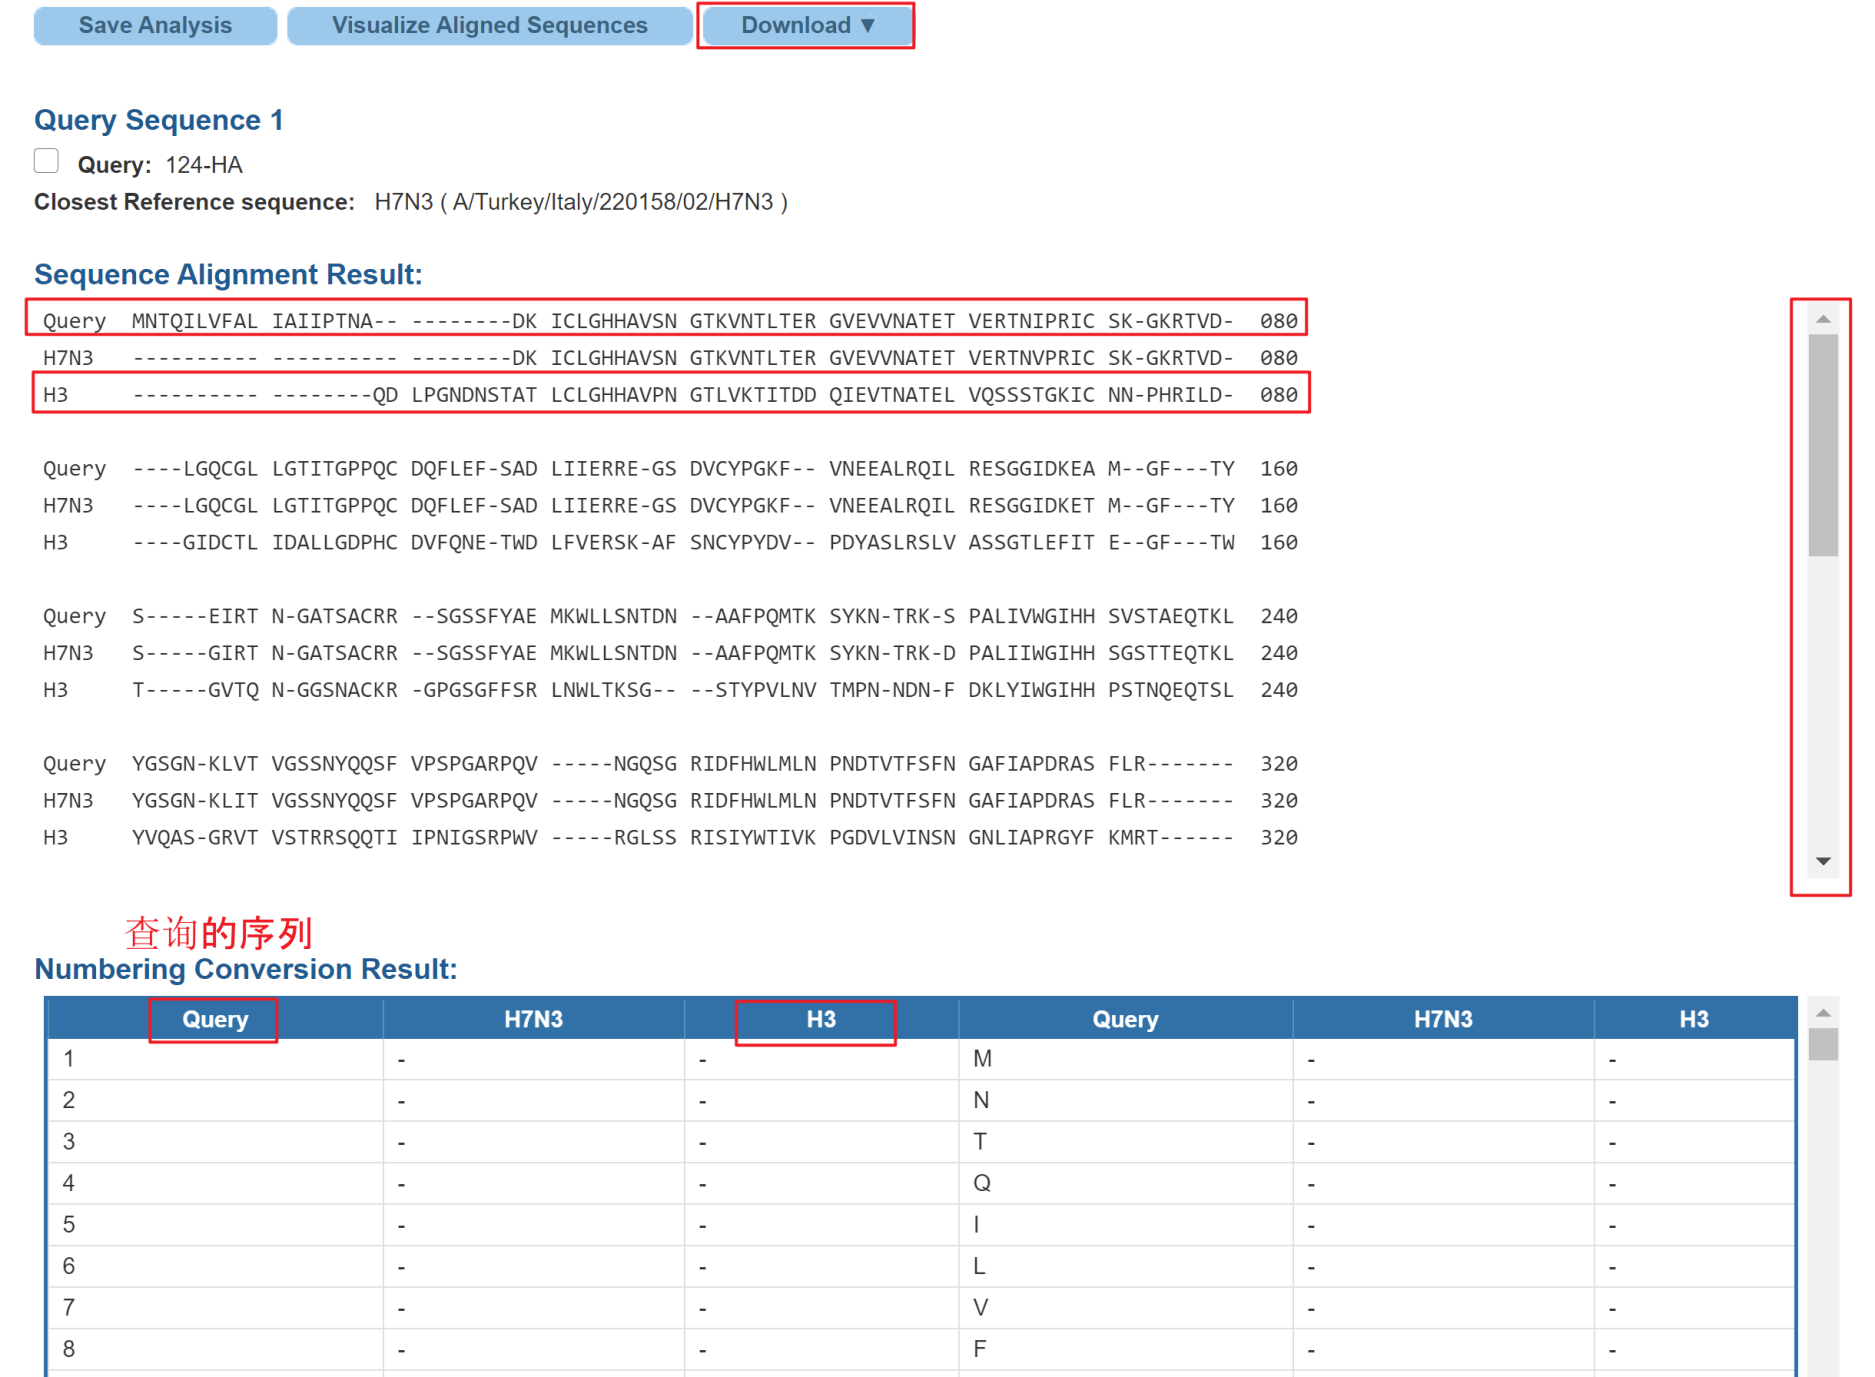 Save Analysis Visualize Aligned Sequences Download ▼
Query Sequence 1
Query: 124-HA
Closest Reference sequence: H7N3 ( A/Turkey/Italy/220158/02/H7N3 )
Sequence Alignment Result:
Query MNTQILVFAL IAIIPTNA-- --------DK ICLGHHAVSN GTKVNTLTER GVEVVNATET VERTNIPRIC SK-GKRTVD- 080
H7N3 ---------- ---------- --------DK ICLGHHAVSN GTKVNTLTER GVEVVNATET VERTNVPRIC SK-GKRTVD- 080
H3 ---------- --------QD LPGNDNSTAT LCLGHHAVPN GTLVKTITDD QIEVTNATEL VQSSSTGKIC NN-PHRILD- 080
Query ----LGQCGL LGTITGPPQC DQFLEF-SAD LIIERRE-GS DVCYPGKF-- VNEEALRQIL RESGGIDKEA M--GF---TY 160
H7N3 ----LGQCGL LGTITGPPQC DQFLEF-SAD LIIERRE-GS DVCYPGKF-- VNEEALRQIL RESGGIDKET M--GF---TY 160
H3 ----GIDCTL IDALLGDPHC DVFQNE-TWD LFVERSK-AF SNCYPYDV-- PDYASLRSLV ASSGTLEFIT E--GF---TW 160
Query S-----EIRT N-GATSACRR --SGSSFYAE MKWLLSNTDN --AAFPQMTK SYKN-TRK-S PALIVWGIHH SVSTAEQTKL 240
H7N3 S-----GIRT N-GATSACRR --SGSSFYAE MKWLLSNTDN --AAFPQMTK SYKN-TRK-D PALIIWGIHH SGSTTEQTKL 240
H3 T-----GVTQ N-GGSNACKR -GPGSGFFSR LNWLTKSG-- --STYPVLNV TMPN-NDN-F DKLYIWGIHH PSTNQEQTSL 240
Query YGSGN-KLVT VGSSNYQQSF VPSPGARPQV -----NGQSG RIDFHWLMLN PNDTVTFSFN GAFIAPDRAS FLR------- 320
H7N3 YGSGN-KLIT VGSSNYQQSF VPSPGARPQV -----NGQSG RIDFHWLMLN PNDTVTFSFN GAFIAPDRAS FLR------- 320
H3 YVQAS-GRVT VSTRRSQQTI IPNIGSRPWV -----RGLSS RISIYWTIVK PGDVLVINSN GNLIAPRGYF KMRT------ 320
查询的序列
Numbering Conversion Result:
Query H7N3 H3 Query H7N3 H3
1 - - M - -
2 - - N - -
3 - - T - -
4 - - Q - -
5 - - I - -
6 - - L - -
7 - - V - -
8 - - F - -